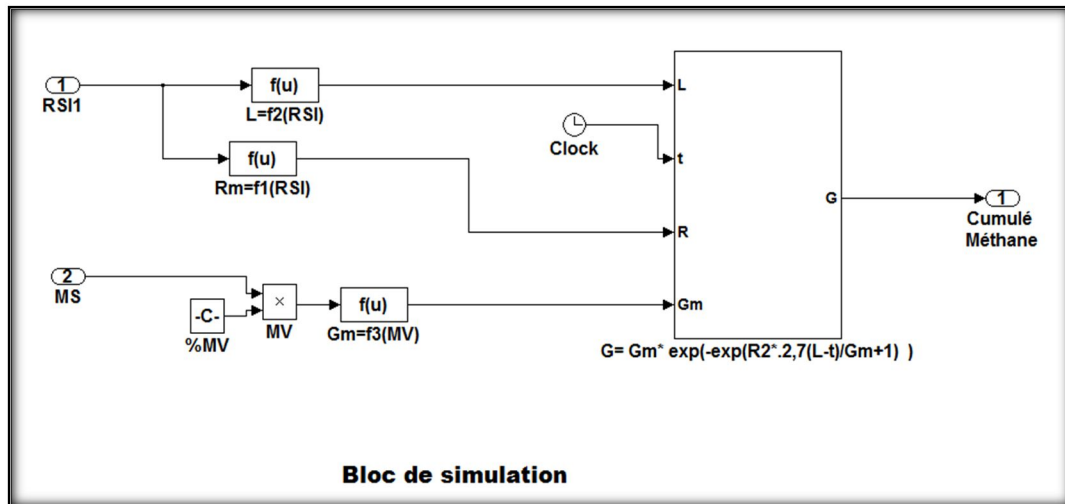 1
RSI1
f(u)
L=f2(RSI)
f(u)
Rm=f1(RSI)
2
MS
-C-
%MV
×
MV
f(u)
Gm=f3(MV)
Clock
L
t
R
Gm
G
G= Gm* exp(-exp(R2*.2,7(L-t)/Gm+1) )
1
Cumulé
Méthane
Bloc de simulation